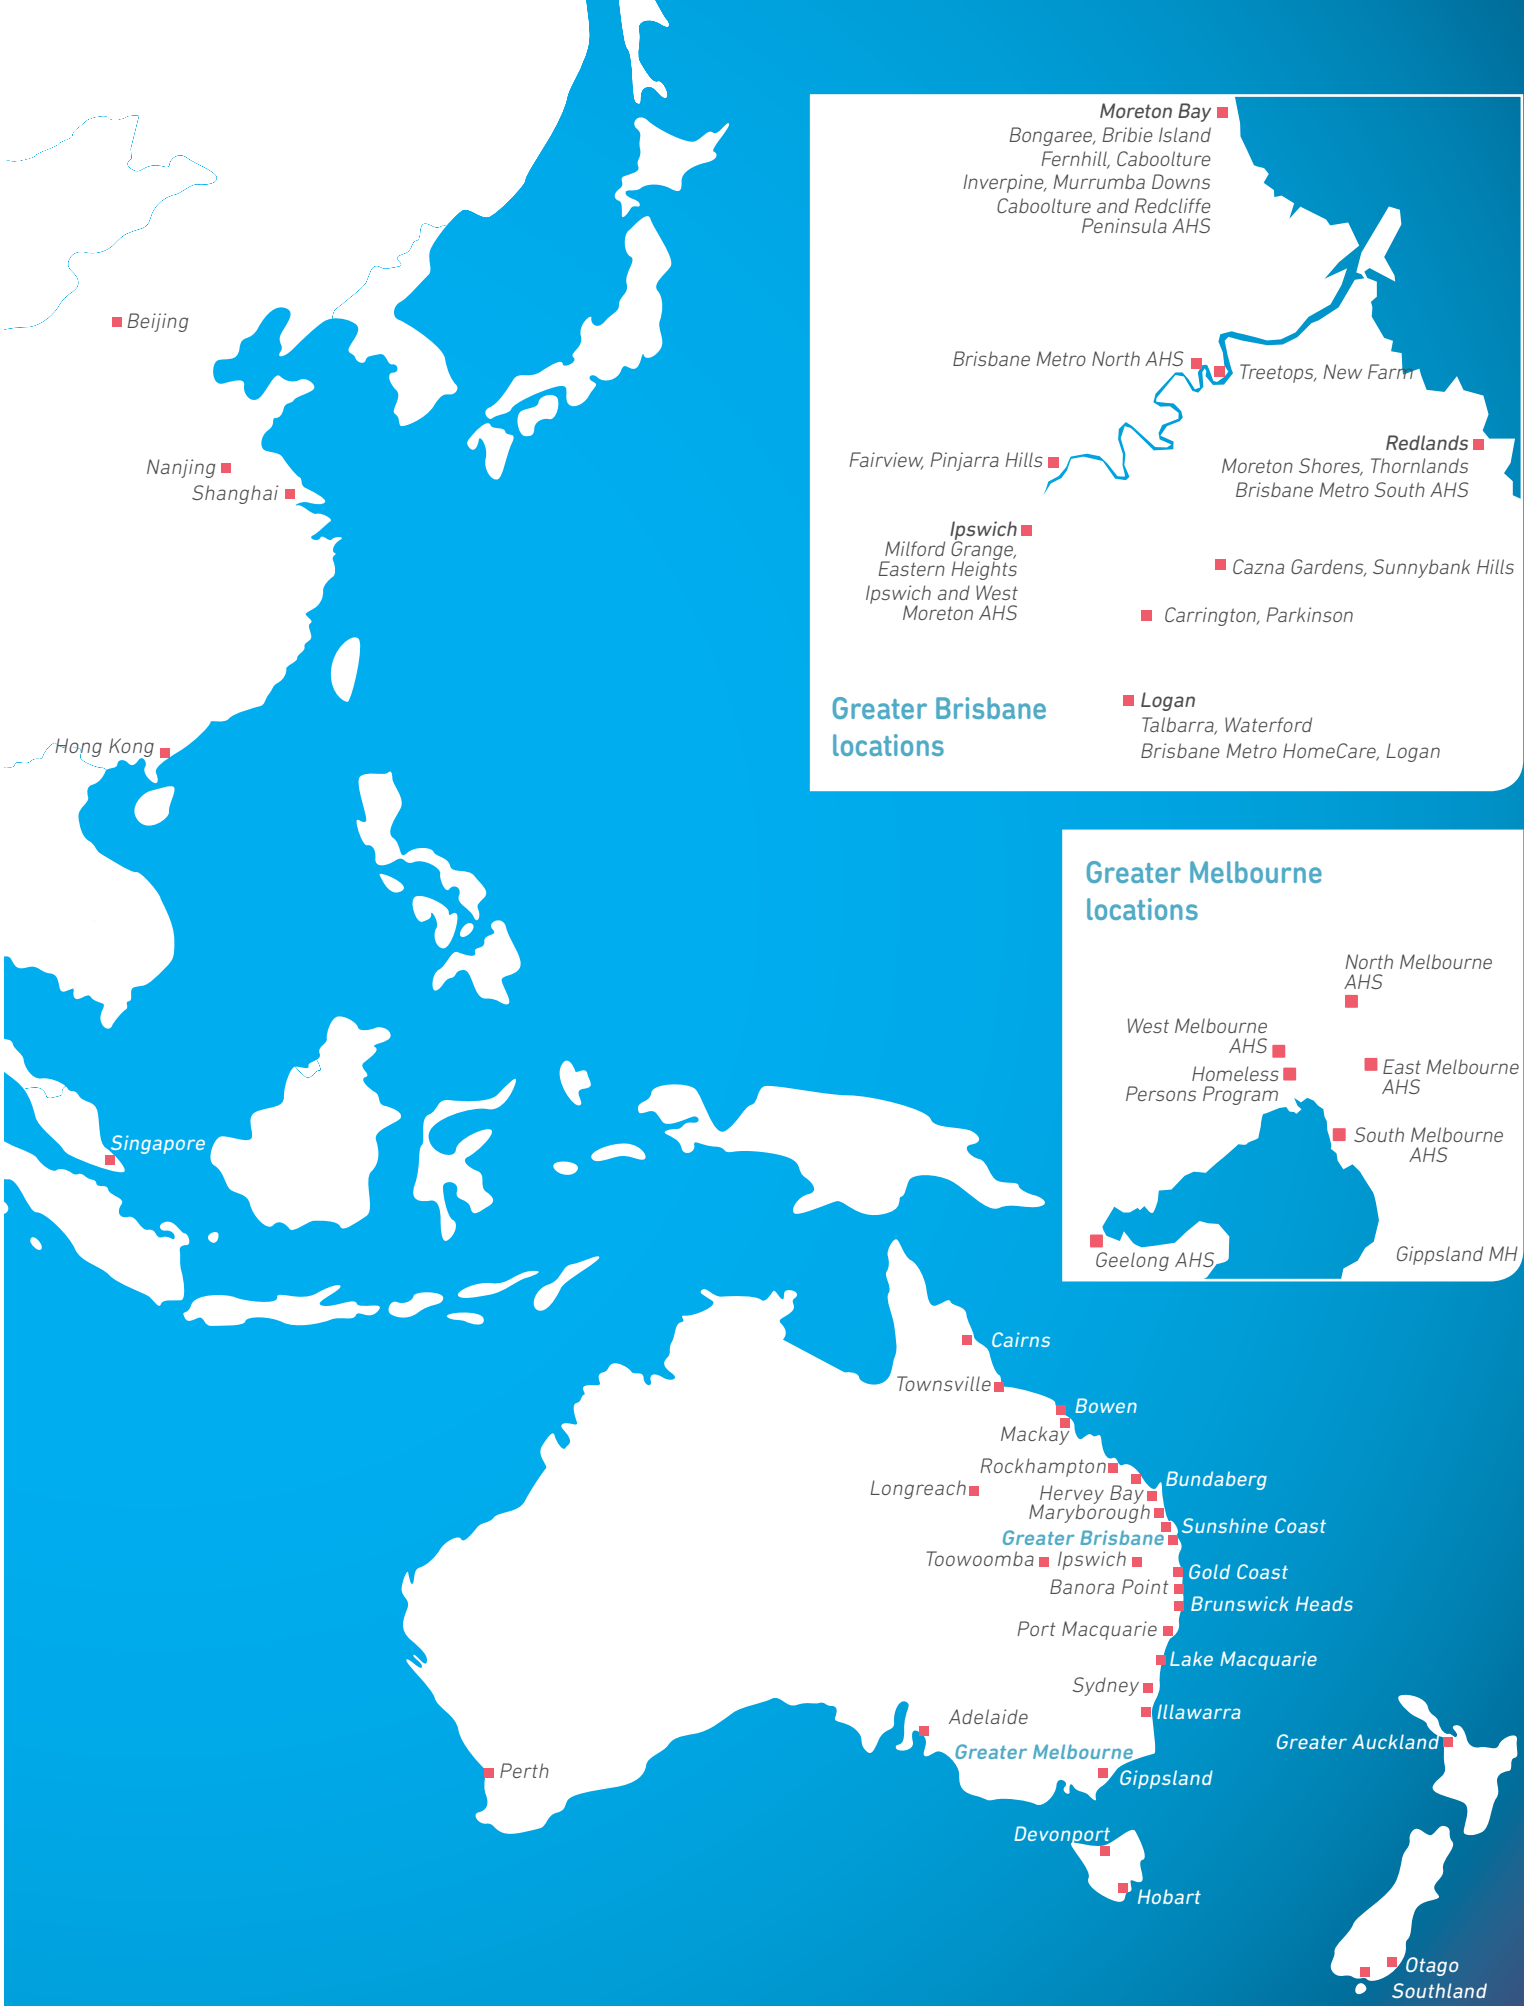 Moreton Bay
Bongaree, Bribie Island
Fernhill, Caboolture
Inverpine, Murrumba Downs
Caboolture and Redcliffe
Peninsula AHS
Brisbane Metro North AHS
Treetops, New Farm
Fairview, Pinjarra Hills
Redlands
Moreton Shores, Thornlands
Brisbane Metro South AHS
Ipswich
Milford Grange,
Eastern Heights
Ipswich and West
Moreton AHS
Cazna Gardens, Sunnybank Hills
Carrington, Parkinson
Logan
Talbarra, Waterford
Brisbane Metro HomeCare, Logan
Greater Brisbane
locations
Beijing
Nanjing
Shanghai
Hong Kong
Singapore
Greater Melbourne
locations
North Melbourne
AHS
West Melbourne
AHS
Homeless
Persons Program
East Melbourne
AHS
South Melbourne
AHS
Geelong AHS
Gippsland MH
Cairns
Townsville
Bowen
Mackay
Rockhampton
Longreach
Bundaberg
Hervey Bay
Maryborough
Sunshine Coast
Greater Brisbane
Toowoomba
Ipswich
Gold Coast
Banora Point
Brunswick Heads
Port Macquarie
Lake Macquarie
Sydney
Illawarra
Adelaide
Greater Melbourne
Gippsland
Perth
Greater Auckland
Devonport
Hobart
Otago
Southland